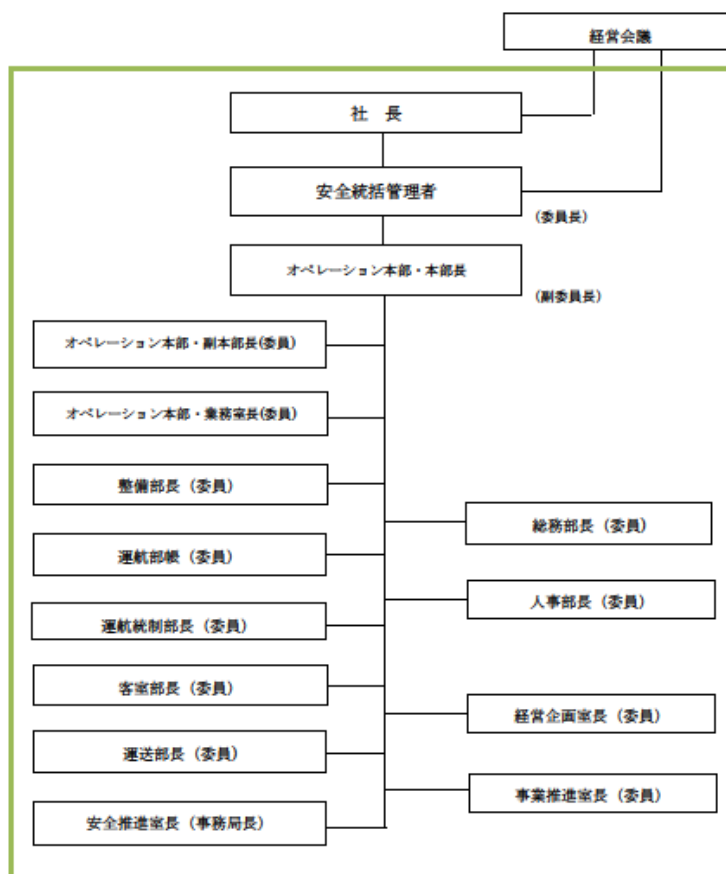 経営会議
社　長
安全統括管理者
(委員長)
オペレーション本部・本部長
(副委員長)
オペレーション本部・副本部長(委員)
オペレーション本部・業務室長(委員)
整備部長（委員）
総務部長（委員）
運航部帳（委員）
人事部長（委員）
運航統制部長（委員）
客室部長（委員）
経営企画室長（委員）
運送部長（委員）
事業推進室長（委員）
安全推進室長（事務局長）